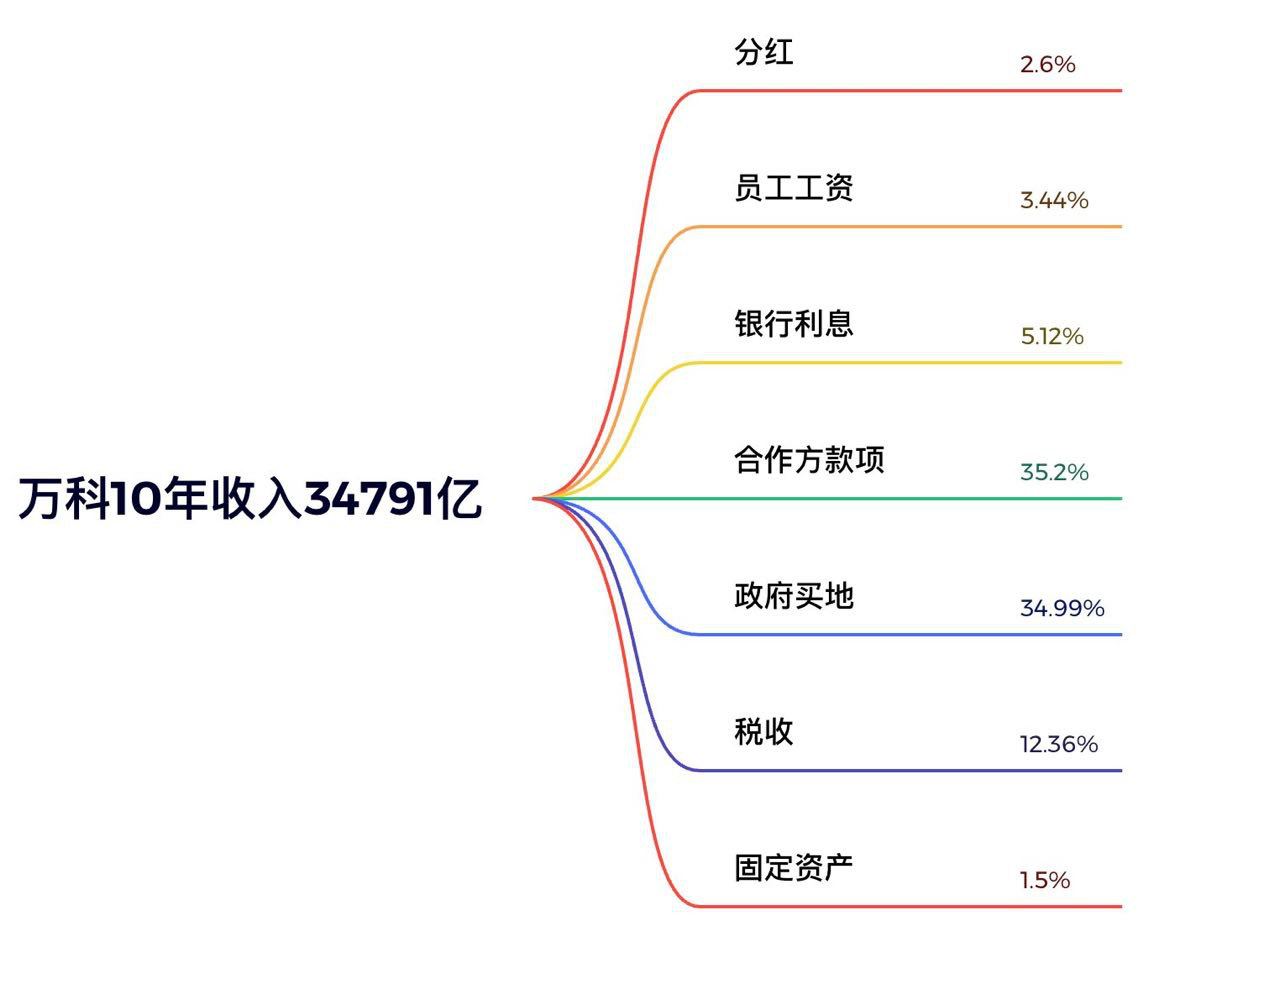 分红 2.6%
员工工资 3.44%
银行利息 5.12%
合作方款项 35.2%
万科10年收入34791亿
政府买地 34.99%
税收 12.36%
固定资产 1.5%